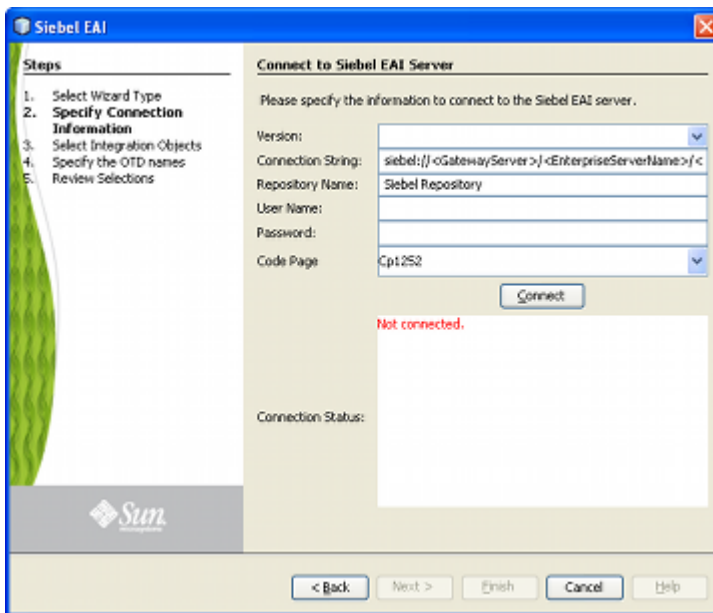 Siebel EAI
Steps
1. Select Wizard Type
2. Specify Connection
Information
3. Select Integration Objects
4. Specify the OTD names
5. Review Selections
Connect to Siebel EAI Server
Please specify the information to connect to the Siebel EAI server.
Version:
Connection String: siebel://<GatewayServer>/<EnterpriseServerName>/<
Repository Name: Siebel Repository
User Name:
Password:
Code Page Cp1252
Connect
Not connected.
Connection Status:
Sun
microsystems
< Back Next > Finish Cancel Help